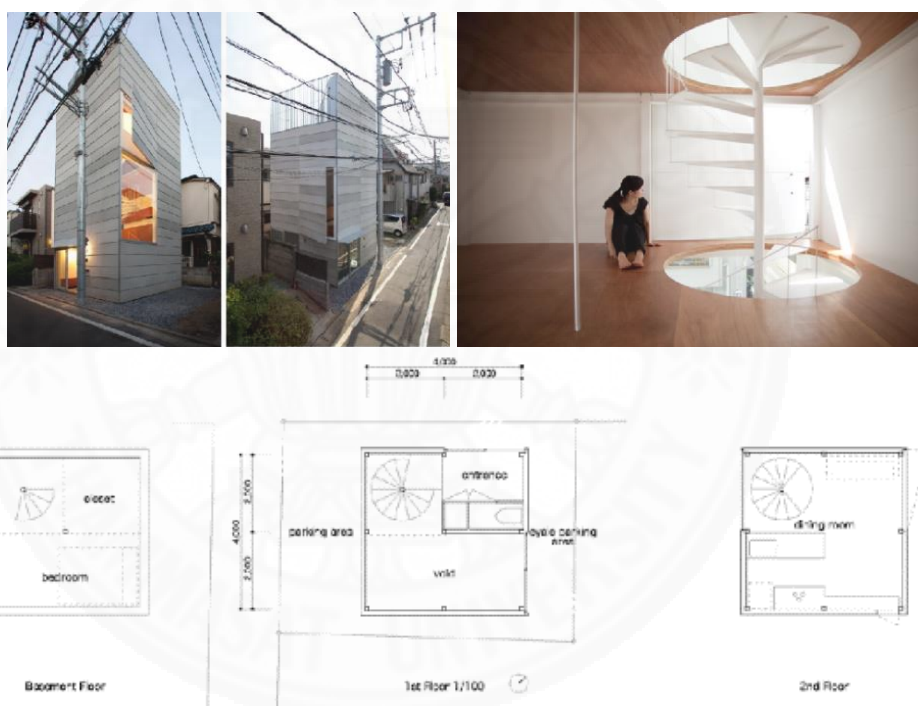 4,000
2,000 2,000
closet
bedroom
Basement Floor
2,000
4,000
2,000
entrance
parking area
cycle parking
area
void
1st Floor 1/100
dining room
2nd Floor
UNIVERSITY